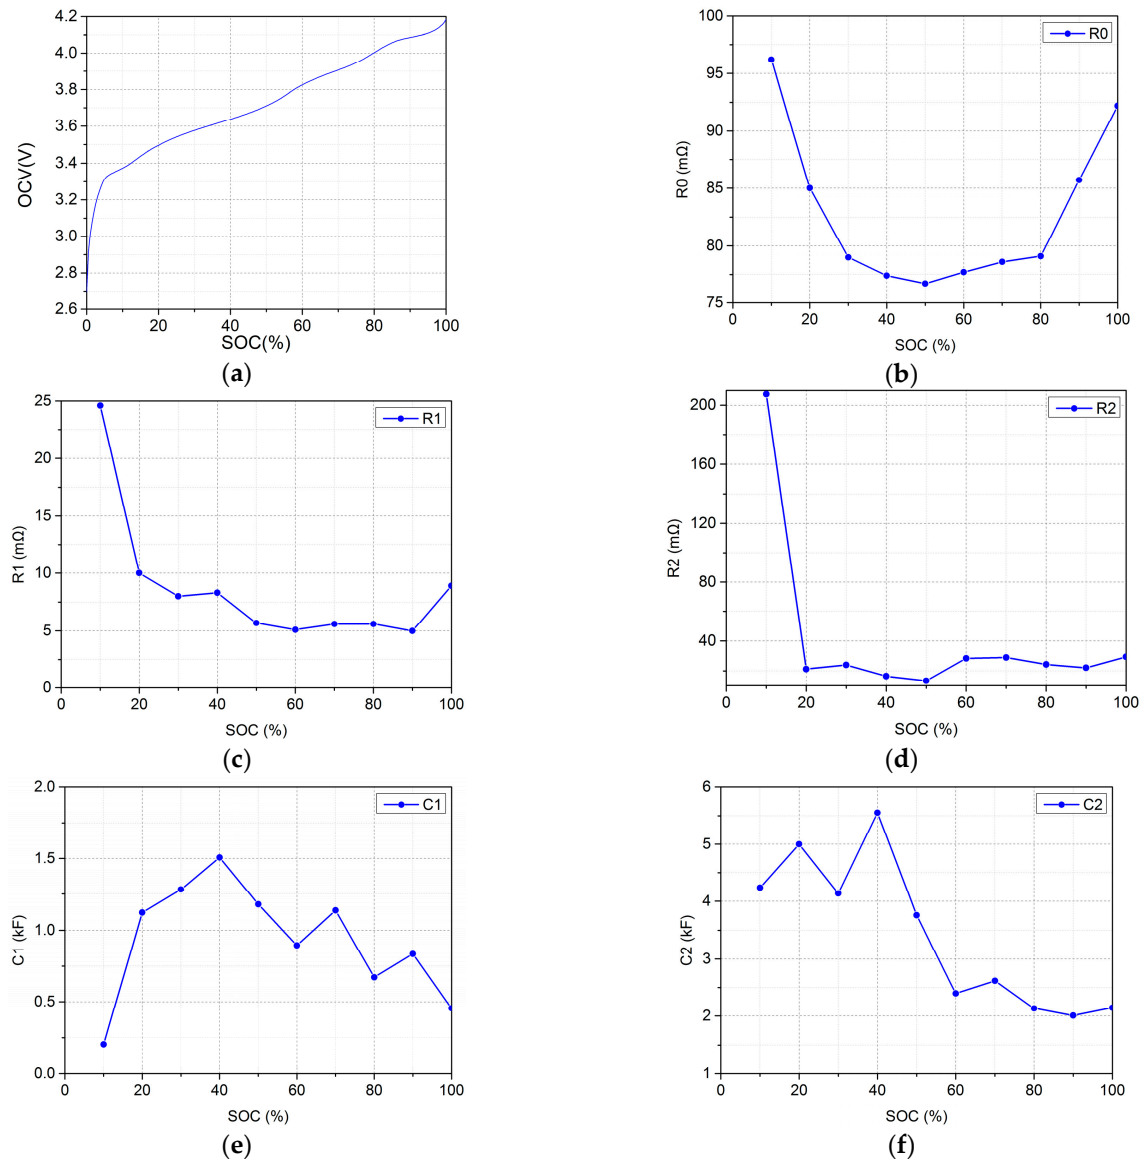 4.2
4.0
3.8
3.6
3.4
3.2
3.0
2.8
2.6
OCV(V)
0 20 40 60 80 100
SOC(%)
(a)
100
95
90
85
80
75
R0 (mΩ)
R0
0 20 40 60 80 100
SOC (%)
(b)
25
20
15
10
5
0
R1 (mΩ)
R1
0 20 40 60 80 100
SOC (%)
(c)
200
160
120
80
40
R2 (mΩ)
R2
0 20 40 60 80 100
SOC (%)
(d)
2.0
1.5
1.0
0.5
0.0
C1 (kF)
C1
0 20 40 60 80 100
SOC (%)
(e)
6
5
4
3
2
1
C2 (kF)
C2
0 20 40 60 80 100
SOC (%)
(f)